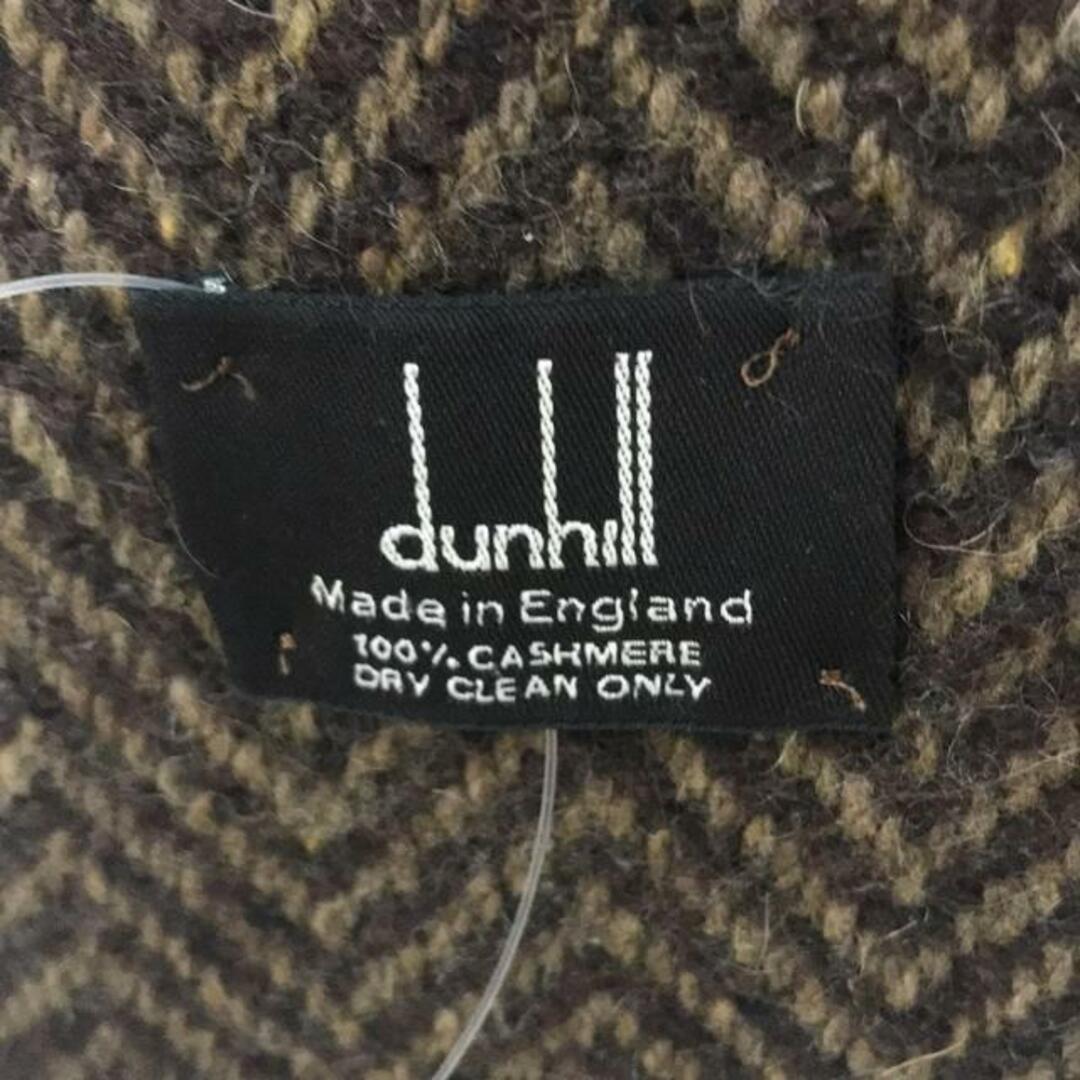 dunhill
Made in England
100% CASHMERE
DRY CLEAN ONLY